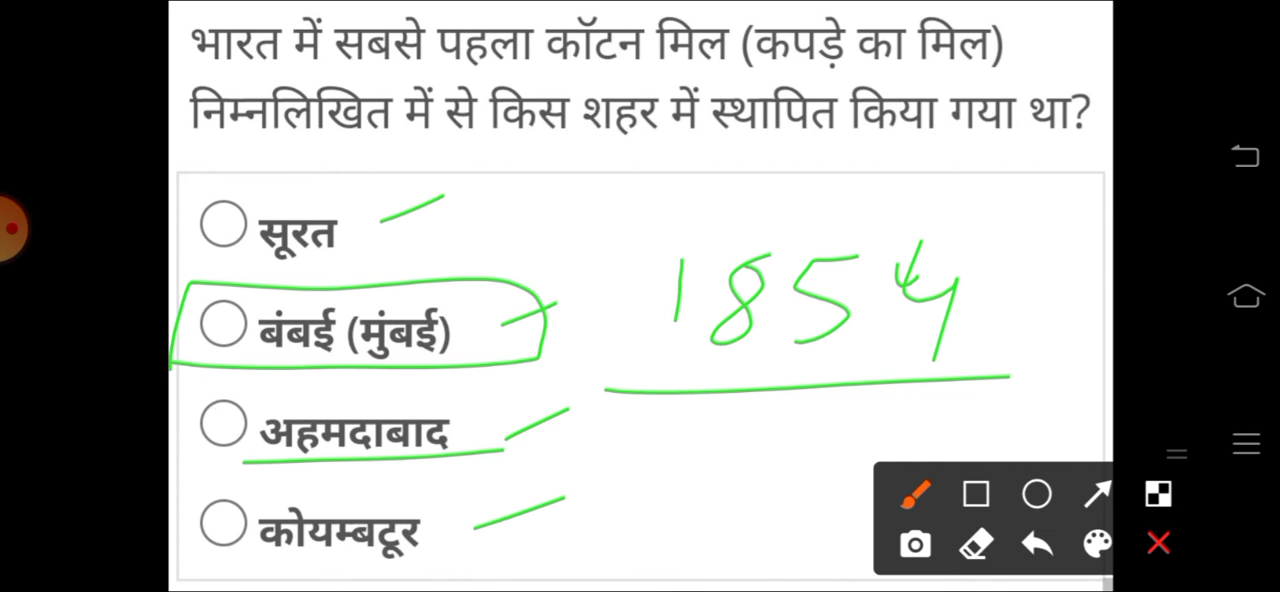 भारत में सबसे पहला कॉटन मिल (कपड़े का मिल)
निम्नलिखित में से किस शहर में स्थापित किया गया था?
सूरत
बंबई (मुंबई)
1854
अहमदाबाद
कोयम्बटूर